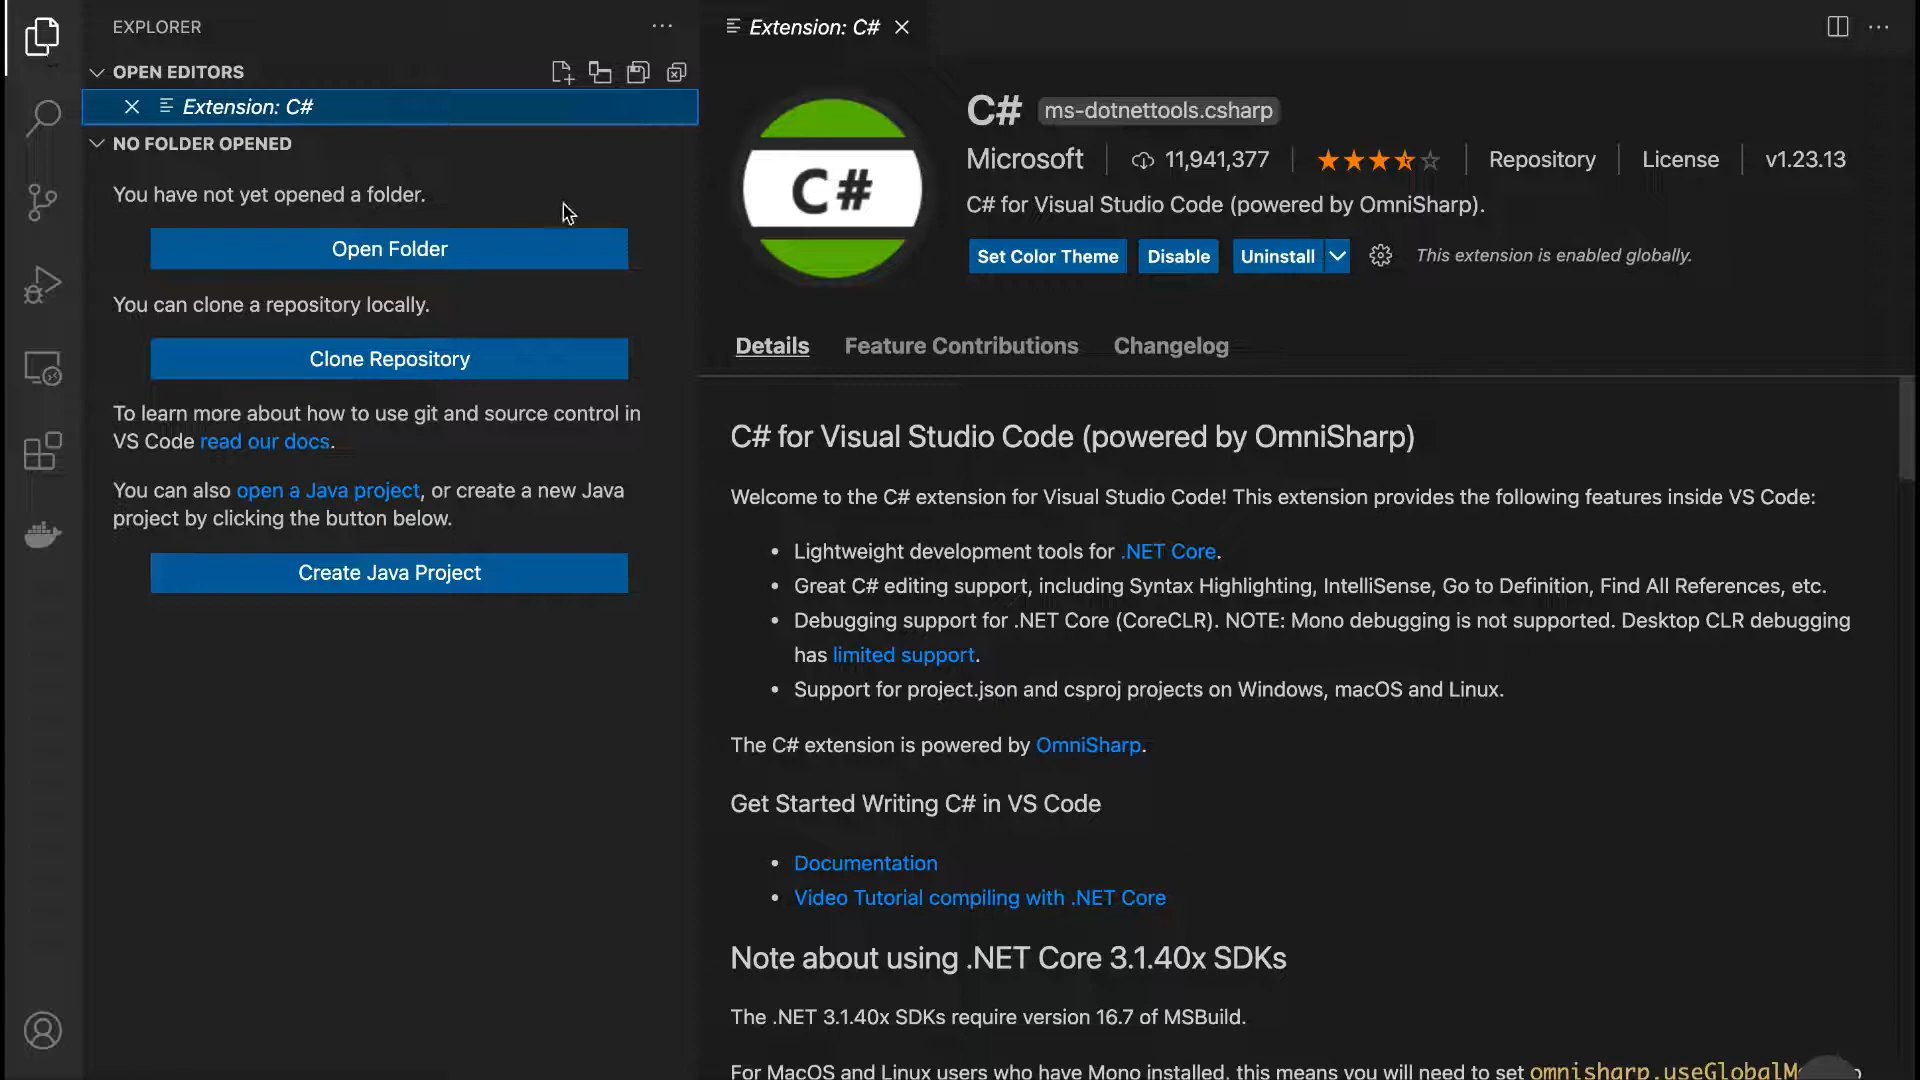 EXPLORER
OPEN EDITORS
Extension: C#
NO FOLDER OPENED
You have not yet opened a folder.
Open Folder
You can clone a repository locally.
Clone Repository
To learn more about how to use git and source control in
VS Code read our docs.
You can also open a Java project, or create a new Java
project by clicking the button below.
Create Java Project
Extension: C#
C#
C# ms-dotnettools.csharp
Microsoft 11,941,377 Repository License v1.23.13
C# for Visual Studio Code (powered by OmniSharp).
Set Color Theme Disable Uninstall This extension is enabled globally.
Details Feature Contributions Changelog
C# for Visual Studio Code (powered by OmniSharp)
Welcome to the C# extension for Visual Studio Code! This extension provides the following features inside VS Code:
• Lightweight development tools for .NET Core.
• Great C# editing support, including Syntax Highlighting, IntelliSense, Go to Definition, Find All References, etc.
• Debugging support for .NET Core (CoreCLR). NOTE: Mono debugging is not supported. Desktop CLR debugging
has limited support.
• Support for project.json and csproj projects on Windows, macOS and Linux.
The C# extension is powered by OmniSharp.
Get Started Writing C# in VS Code
• Documentation
• Video Tutorial compiling with .NET Core
Note about using .NET Core 3.1.40x SDKs
The .NET 3.1.40x SDKs require version 16.7 of MSBuild.
For MacOS and Linux users who have Mono installed, this means you will need to set